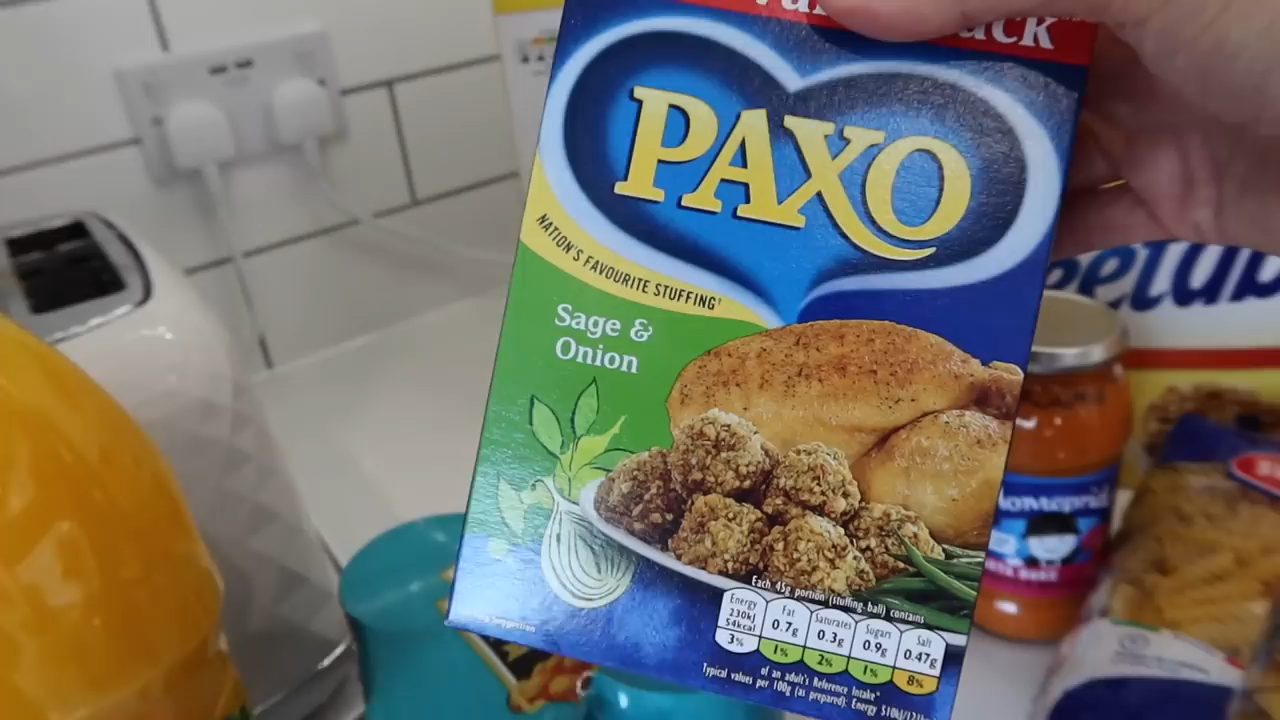 PAXO
NATION'S FAVOURITE STUFFING†
Sage &
Onion
Each 45g portion (stuffing ball) contains
Energy
230kJ
54kcal
3%
Fat
0.7g
1%
Saturates
0.3g
2%
Sugars
0.9g
1%
Salt
0.47g
8%
of an adult's Reference Intake*
Typical values per 100g (as prepared): Energy 510kJ/121k